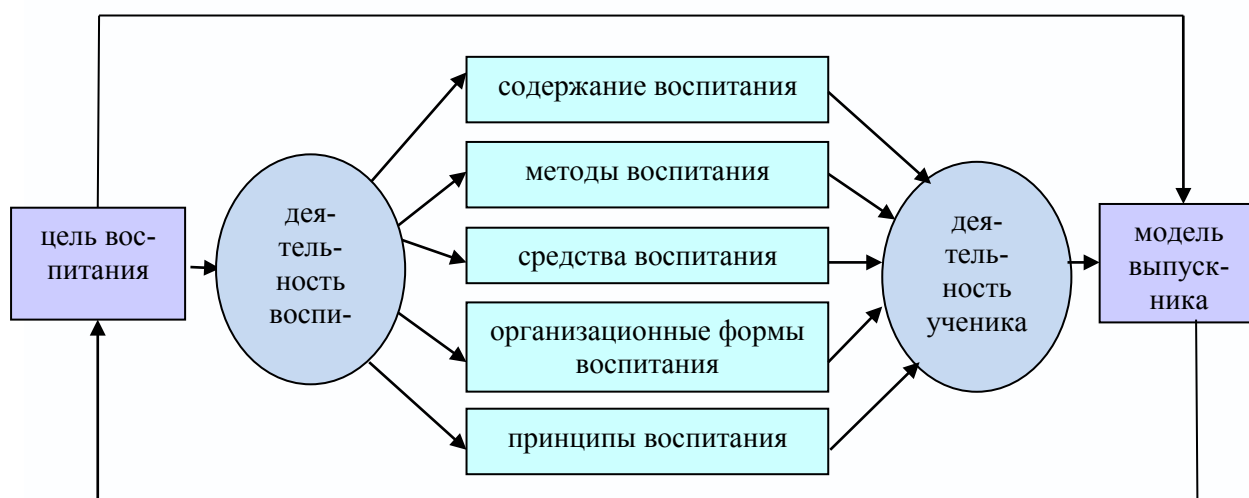 цель вос-
питания
дея-
тель-
ность
воспи-
содержание воспитания
методы воспитания
средства воспитания
организационные формы
воспитания
принципы воспитания
дея-
тель-
ность
ученика
модель
выпуск-
ника